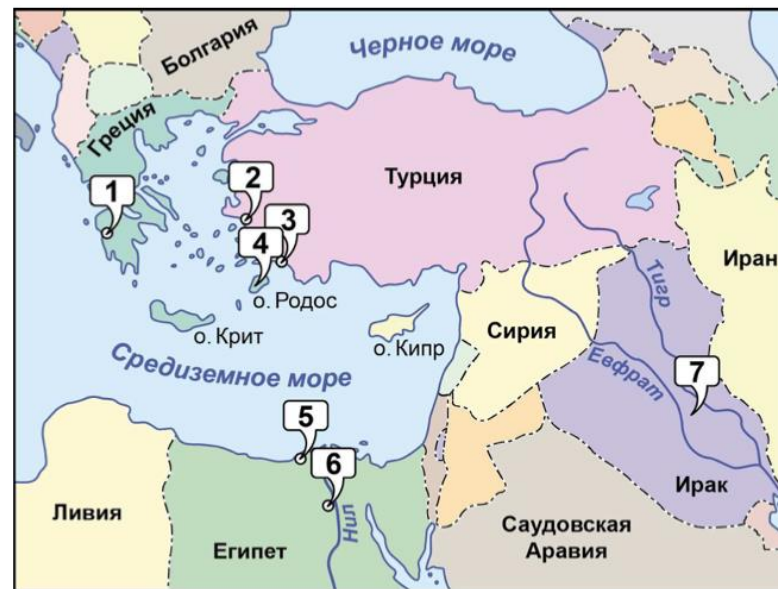 Болгария
Черное море
Греция
1
2
Турция
3
4
о. Родос
Иран
Тигр
о. Крит
о. Кипр
Сирия
Средиземное море
Евфрат
7
5
6
Ирак
Ливия
Нил
Египет
Саудовская
Аравия